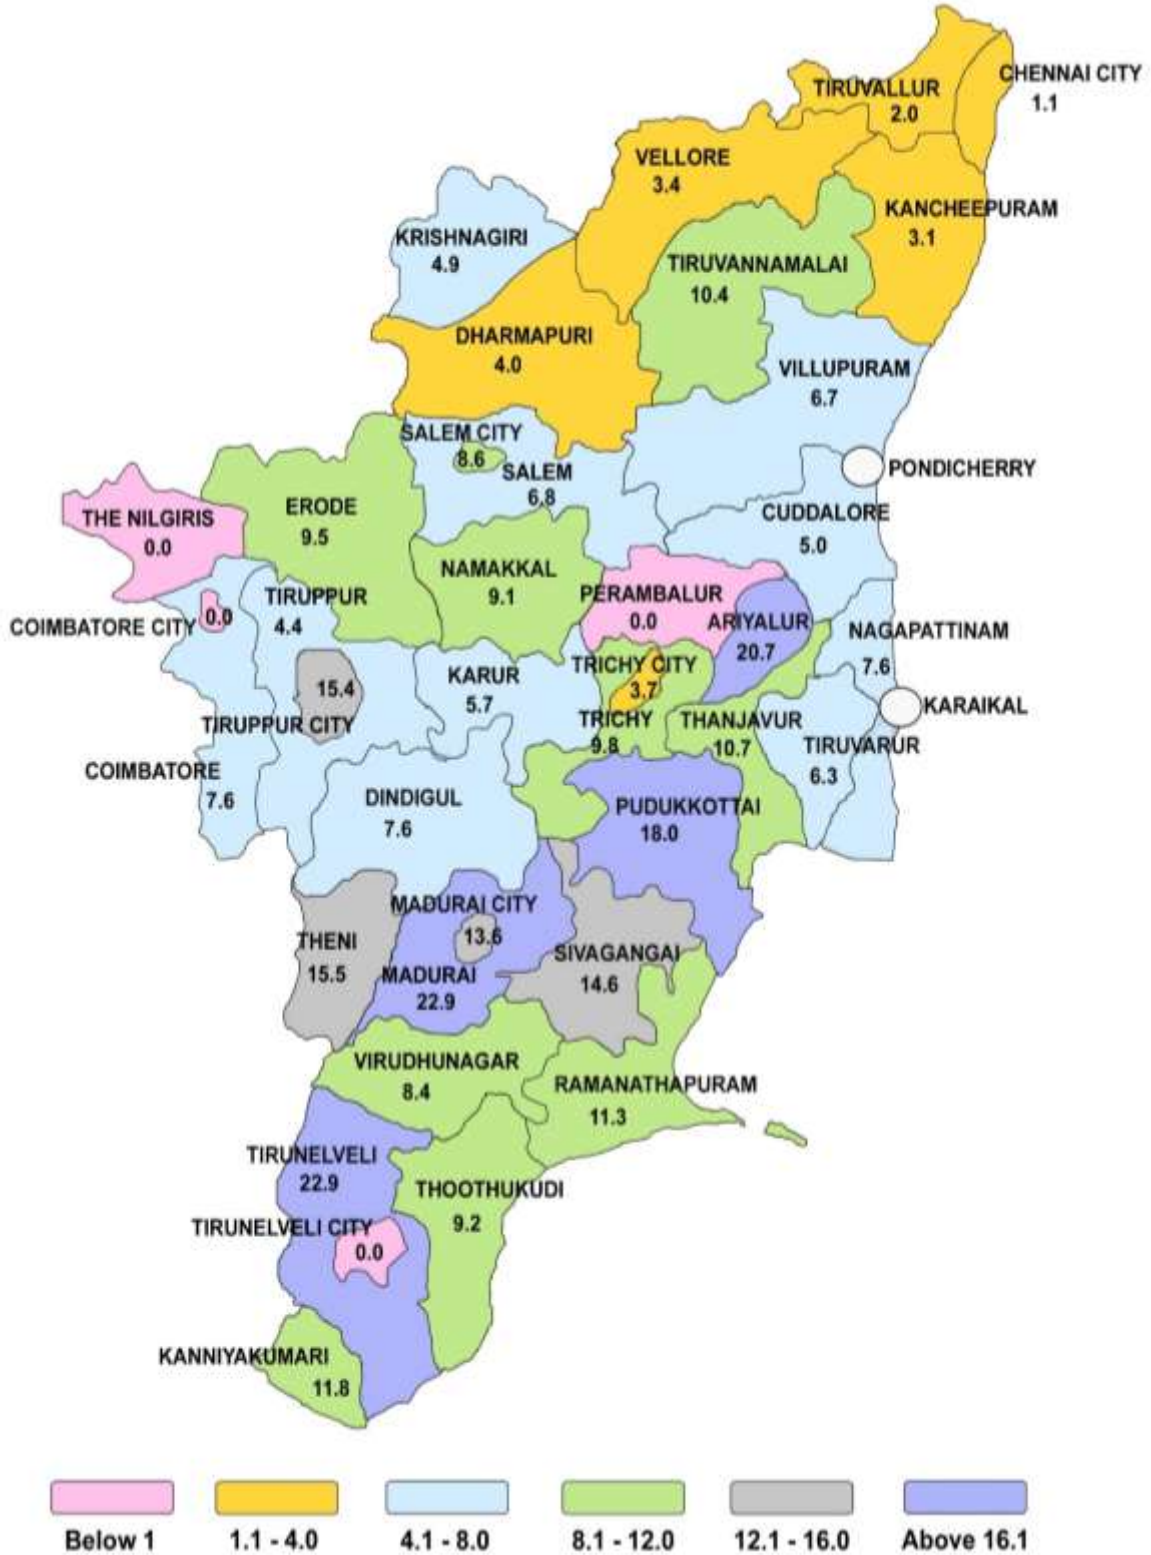 CHENNAI CITY
1.1
TIRUVALLUR
2.0
VELLORE
3.4
KANCHEEPURAM
3.1
KRISHNAGIRI
4.9
TIRUVANNAMALAI
10.4
DHARMAPURI
4.0
VILLUPURAM
6.7
SALEM CITY
8.6
SALEM
6.8
PONDICHERRY
ERODE
9.5
THE NILGIRIS
0.0
CUDDALORE
5.0
NAMAKKAL
9.1
PERAMBALUR
0.0
TIRUPPUR
4.4
COIMBATORE CITY
0.0
ARIYALUR
20.7
NAGAPATTINAM
7.6
TRICHY CITY
3.7
KARUR
5.7
15.4
TIRUPPUR CITY
KARAIKAL
TRICHY
9.8
THANJAVUR
10.7
TIRUVARUR
6.3
COIMBATORE
7.6
DINDIGUL
7.6
PUDUKKOTTAI
18.0
MADURAI CITY
13.6
THENI
15.5
SIVAGANGAI
14.6
MADURAI
22.9
VIRUDHUNAGAR
8.4
RAMANATHAPURAM
11.3
TIRUNELVELI
22.9
THOOTHUKUDI
9.2
TIRUNELVELI CITY
0.0
KANNIYAKUMARI
11.8
Below 1
1.1 - 4.0
4.1 - 8.0
8.1 - 12.0
12.1 - 16.0
Above 16.1